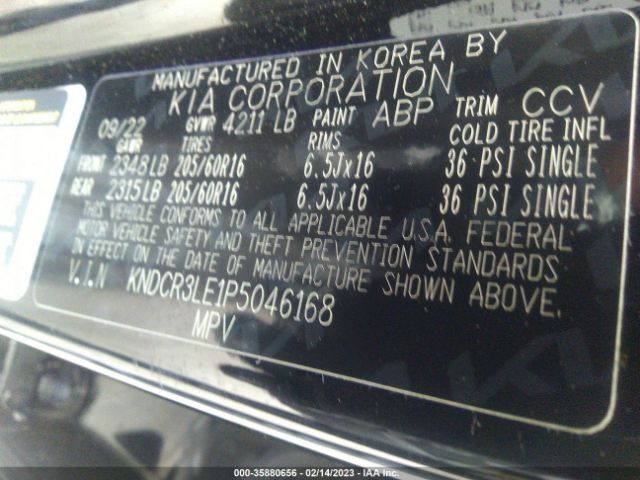 MANUFACTURED IN KOREA BY
KIA CORPORATION
09/22 GVWR 4211 LB PAINT ABP TRIM CCV
GAWR TIRES RIMS COLD TIRE INFL
FRONT 2348 LB 205/60R16 6.5Jx16 36 PSI SINGLE
REAR 2315 LB 205/60R16 6.5Jx16 36 PSI SINGLE
THIS VEHICLE CONFORMS TO ALL APPLICABLE U.S.A. FEDERAL
MOTOR VEHICLE SAFETY AND THEFT PREVENTION STANDARDS
IN EFFECT ON THE DATE OF MANUFACTURE SHOWN ABOVE.
V.I.N KNDCR3LE1P5046168
MPV
000-35880656 - 02/14/2023 - IAA Inc.